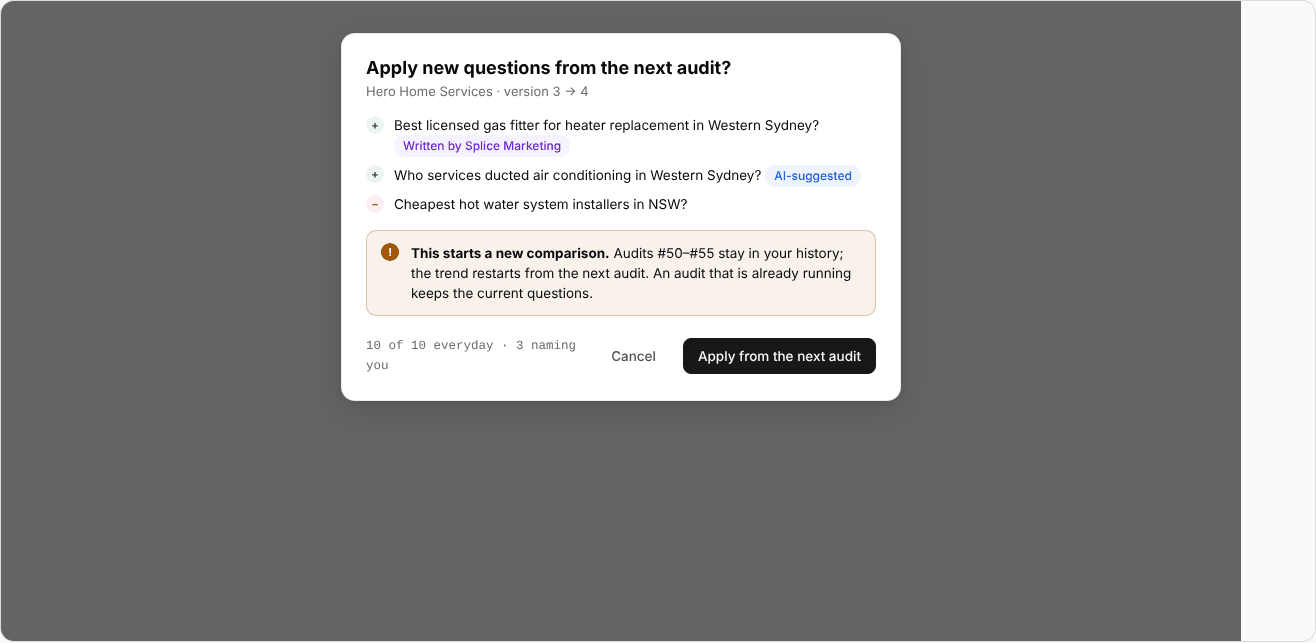 Apply new questions from the next audit?
Hero Home Services · version 3 → 4
+ Best licensed gas fitter for heater replacement in Western Sydney?
Written by Splice Marketing
+ Who services ducted air conditioning in Western Sydney? AI-suggested
− Cheapest hot water system installers in NSW?
! This starts a new comparison. Audits #50–#55 stay in your history;
the trend restarts from the next audit. An audit that is already running
keeps the current questions.
10 of 10 everyday · 3 naming
you
Cancel
Apply from the next audit